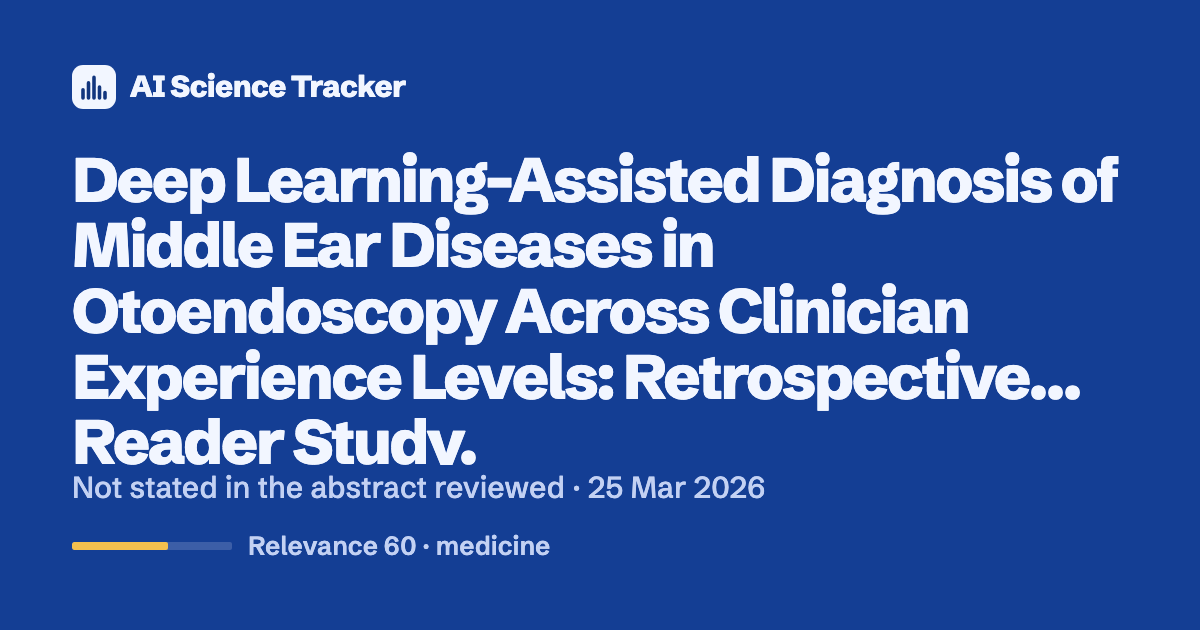 AI Science Tracker
Deep Learning-Assisted Diagnosis of
Middle Ear Diseases in
Otoendoscopy Across Clinician
Experience Levels: Retrospective...
Reader Study.
Not stated in the abstract reviewed · 25 Mar 2026
Relevance 60 · medicine